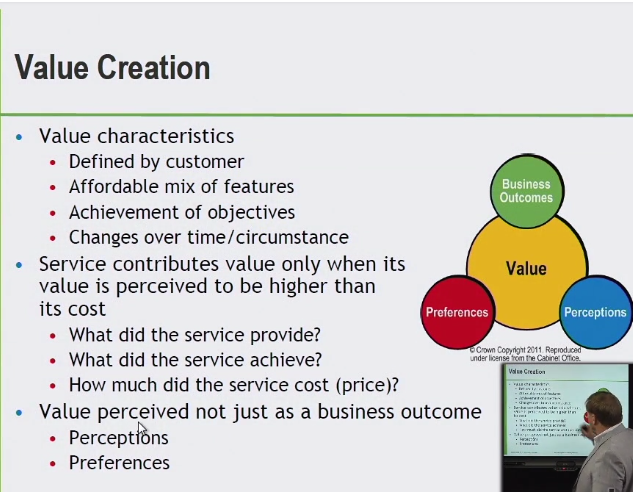 Value Creation
Value characteristics
Defined by customer
Affordable mix of features
Achievement of objectives
Changes over time/circumstance
Service contributes value only when its
value is perceived to be higher than
its cost
What did the service provide?
What did the service achieve?
How much did the service cost (price)?
Value perceived not just as a business outcome
Perceptions
Preferences
Business
Outcomes
Value
Preferences
Perceptions
© Crown Copyright 2011. Reproduced
under license from the Cabinet Office.
Value Creation